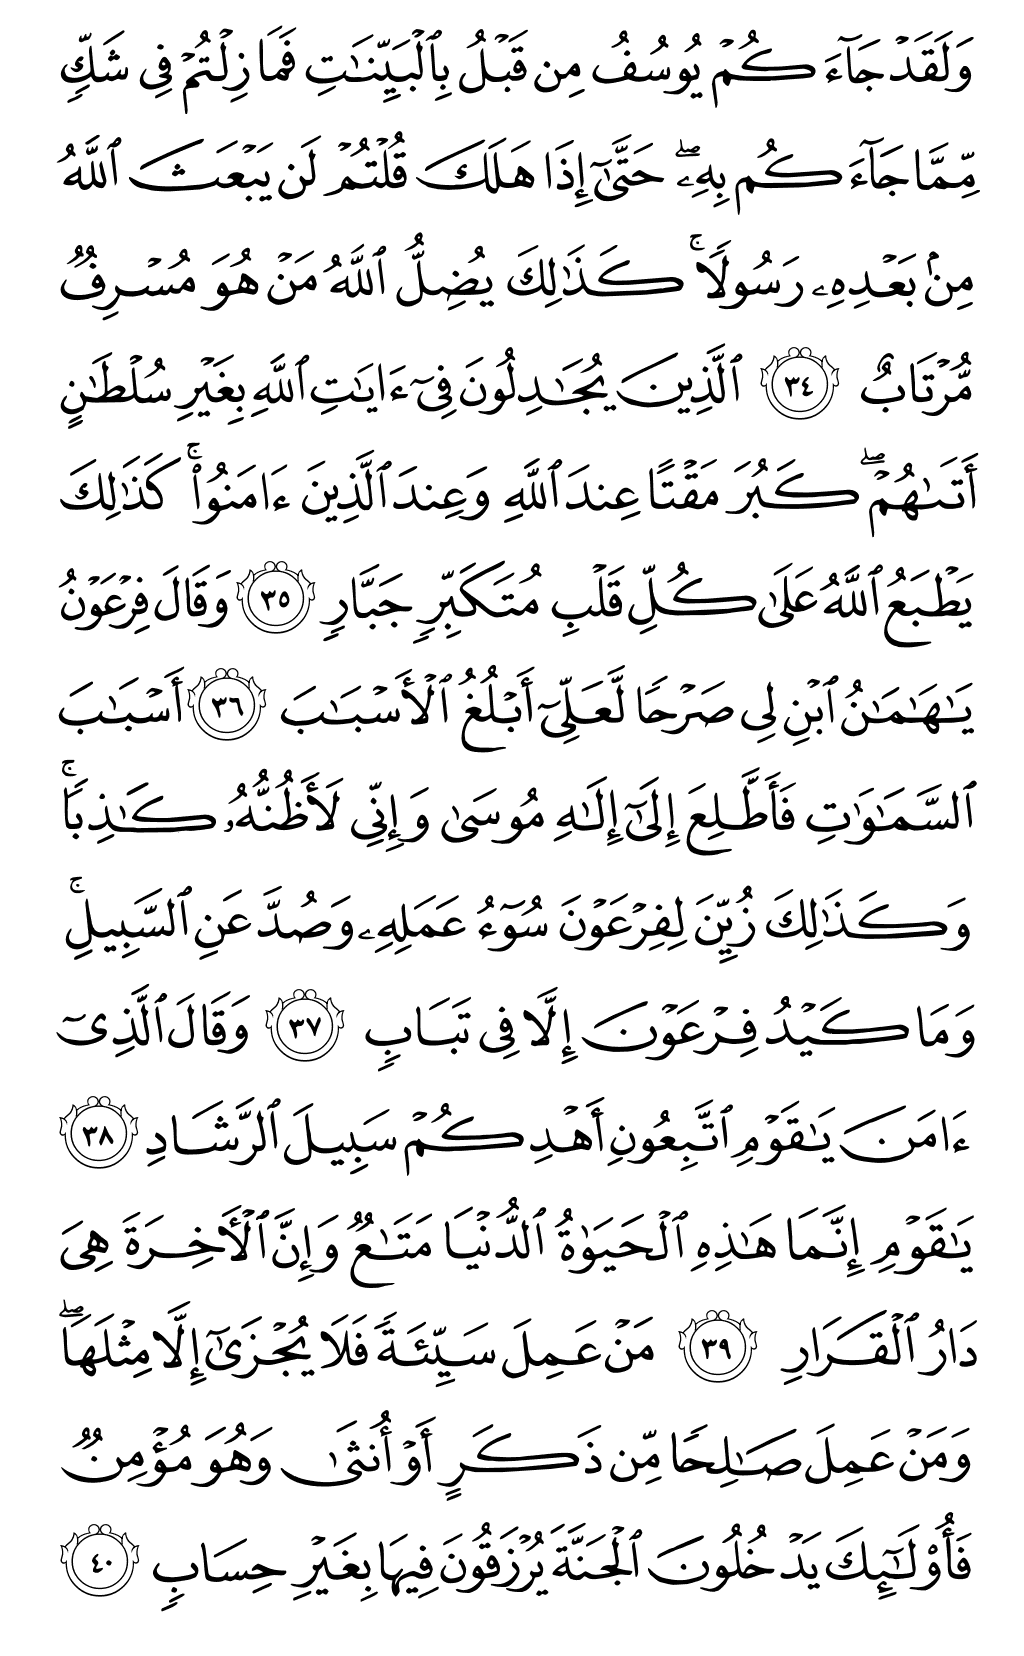 وَلَقَدۡ جَآءَكُمۡ يُوسُفُ مِن قَبۡلُ بِٱلۡبَيِّنَٰتِ فَمَا زِلۡتُمۡ فِي شَكّٖ
مِّمَّا جَآءَكُم بِهِۦۖ حَتَّىٰٓ إِذَا هَلَكَ قُلۡتُمۡ لَن يَبۡعَثَ ٱللَّهُ
مِنۢ بَعۡدِهِۦ رَسُولٗاۚ كَذَٰلِكَ يُضِلُّ ٱللَّهُ مَنۡ هُوَ مُسۡرِفٞ
مُّرۡتَابٌ ٣٤ ٱلَّذِينَ يُجَٰدِلُونَ فِيٓ ءَايَٰتِ ٱللَّهِ بِغَيۡرِ سُلۡطَٰنٍ
أَتَىٰهُمۡۖ كَبُرَ مَقۡتًا عِندَ ٱللَّهِ وَعِندَ ٱلَّذِينَ ءَامَنُواْۚ كَذَٰلِكَ
يَطۡبَعُ ٱللَّهُ عَلَىٰ كُلِّ قَلۡبِ مُتَكَبِّرٖ جَبَّارٖ ٣٥ وَقَالَ فِرۡعَوۡنُ
يَٰهَٰمَٰنُ ٱبۡنِ لِي صَرۡحٗا لَّعَلِّيٓ أَبۡلُغُ ٱلۡأَسۡبَٰبَ ٣٦ أَسۡبَٰبَ
ٱلسَّمَٰوَٰتِ فَأَطَّلِعَ إِلَىٰٓ إِلَٰهِ مُوسَىٰ وَإِنِّي لَأَظُنُّهُۥ كَٰذِبٗاۚ
وَكَذَٰلِكَ زُيِّنَ لِفِرۡعَوۡنَ سُوٓءُ عَمَلِهِۦ وَصُدَّ عَنِ ٱلسَّبِيلِۚ
وَمَا كَيۡدُ فِرۡعَوۡنَ إِلَّا فِي تَبَابٖ ٣٧ وَقَالَ ٱلَّذِيٓ
ءَامَنَ يَٰقَوۡمِ ٱتَّبِعُونِ أَهۡدِكُمۡ سَبِيلَ ٱلرَّشَادِ ٣٨
يَٰقَوۡمِ إِنَّمَا هَٰذِهِ ٱلۡحَيَوٰةُ ٱلدُّنۡيَا مَتَٰعٞ وَإِنَّ ٱلۡأٓخِرَةَ هِيَ
دَارُ ٱلۡقَرَارِ ٣٩ مَنۡ عَمِلَ سَيِّئَةٗ فَلَا يُجۡزَىٰٓ إِلَّا مِثۡلَهَاۖ
وَمَنۡ عَمِلَ صَٰلِحٗا مِّن ذَكَرٍ أَوۡ أُنثَىٰ وَهُوَ مُؤۡمِنٞ
فَأُوْلَٰٓئِكَ يَدۡخُلُونَ ٱلۡجَنَّةَ يُرۡزَقُونَ فِيهَا بِغَيۡرِ حِسَابٖ ٤٠